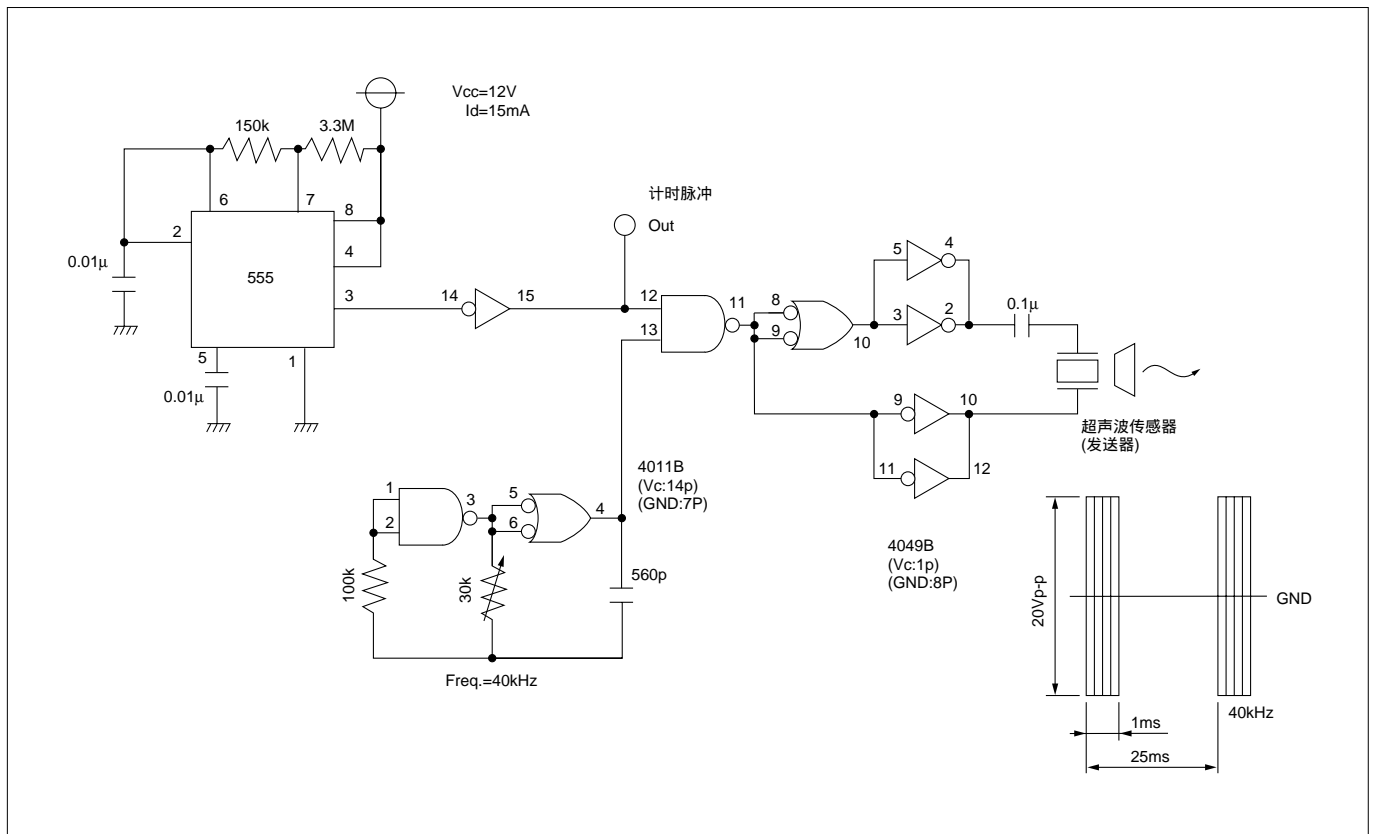 Vcc=12V
Id=15mA
150k
3.3M
6
7
8
2
4
0.01µ
555
3
5
1
0.01µ
计时脉冲
Out
14
15
12
13
11
8
9
10
5
4
3
2
0.1µ
9
10
11
12
超声波传感器
(发送器)
4011B
(Vc:14p)
(GND:7P)
1
2
3
5
6
4
100k
30k
560p
Freq.=40kHz
4049B
(Vc:1p)
(GND:8P)
20Vp-p
GND
40kHz
1ms
25ms